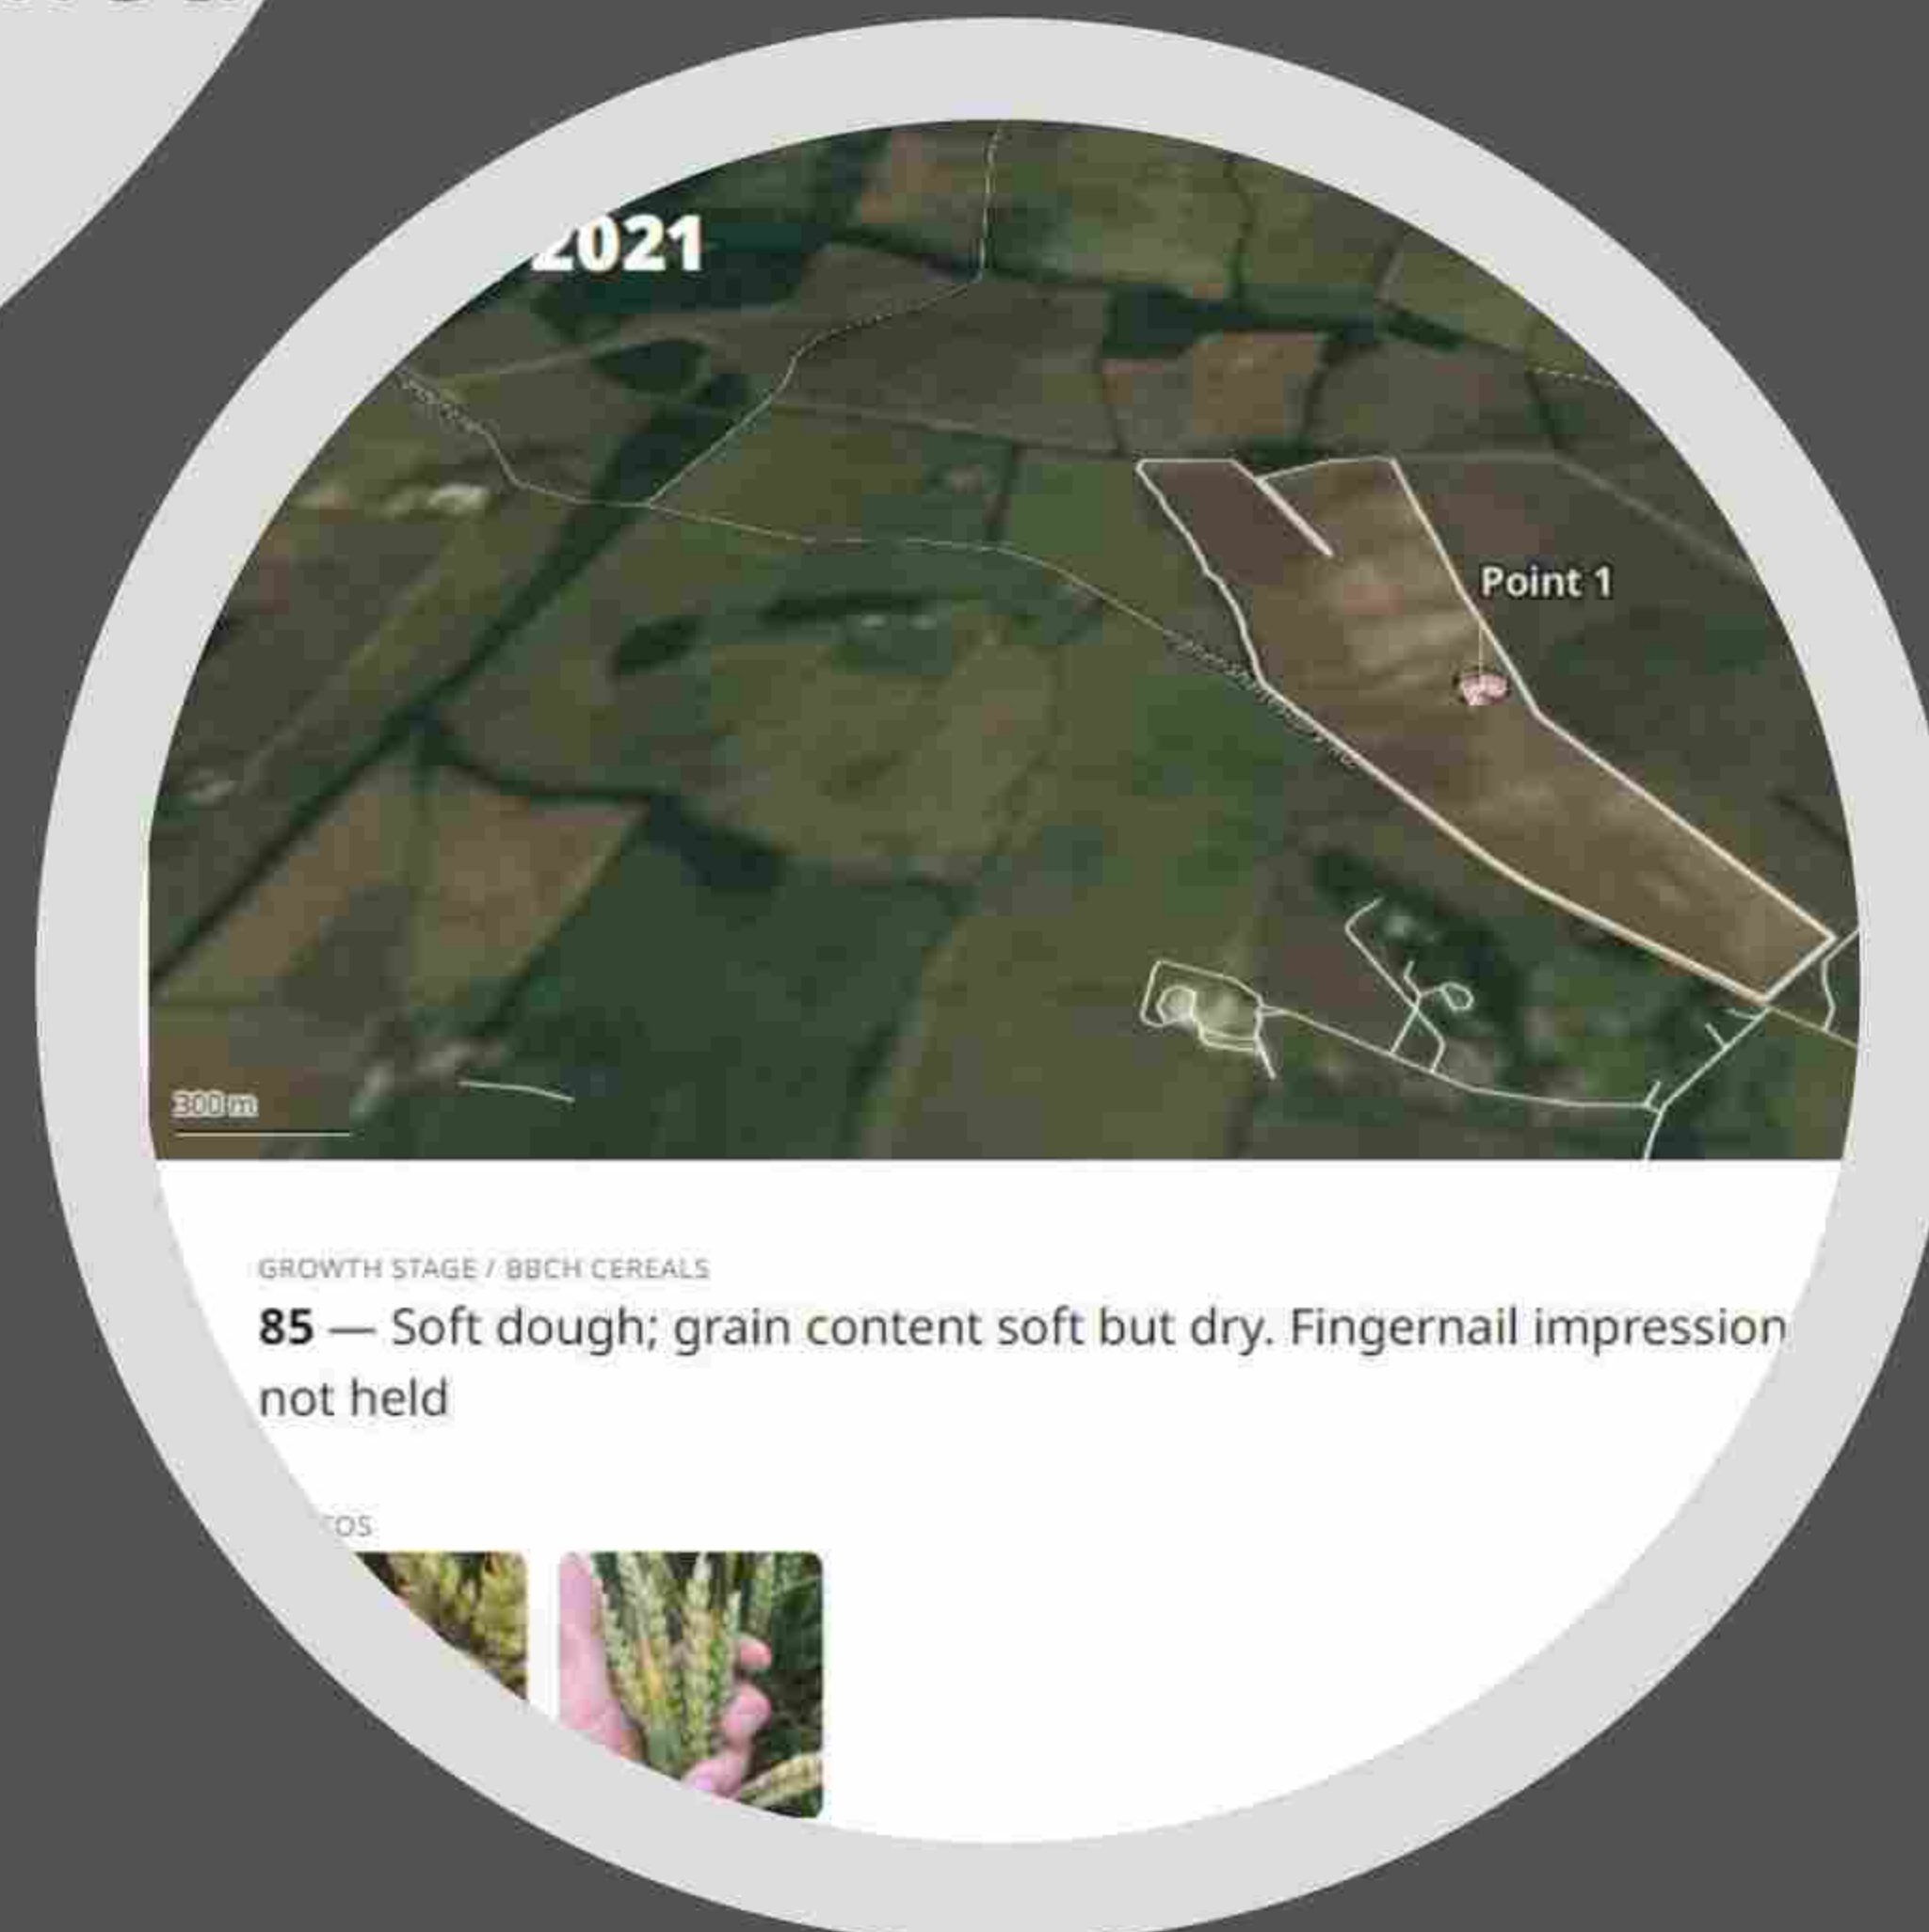 2021
Point 1
300 m
GROWTH STAGE / BBCH CEREALS
85 — Soft dough; grain content soft but dry. Fingernail impression
not held